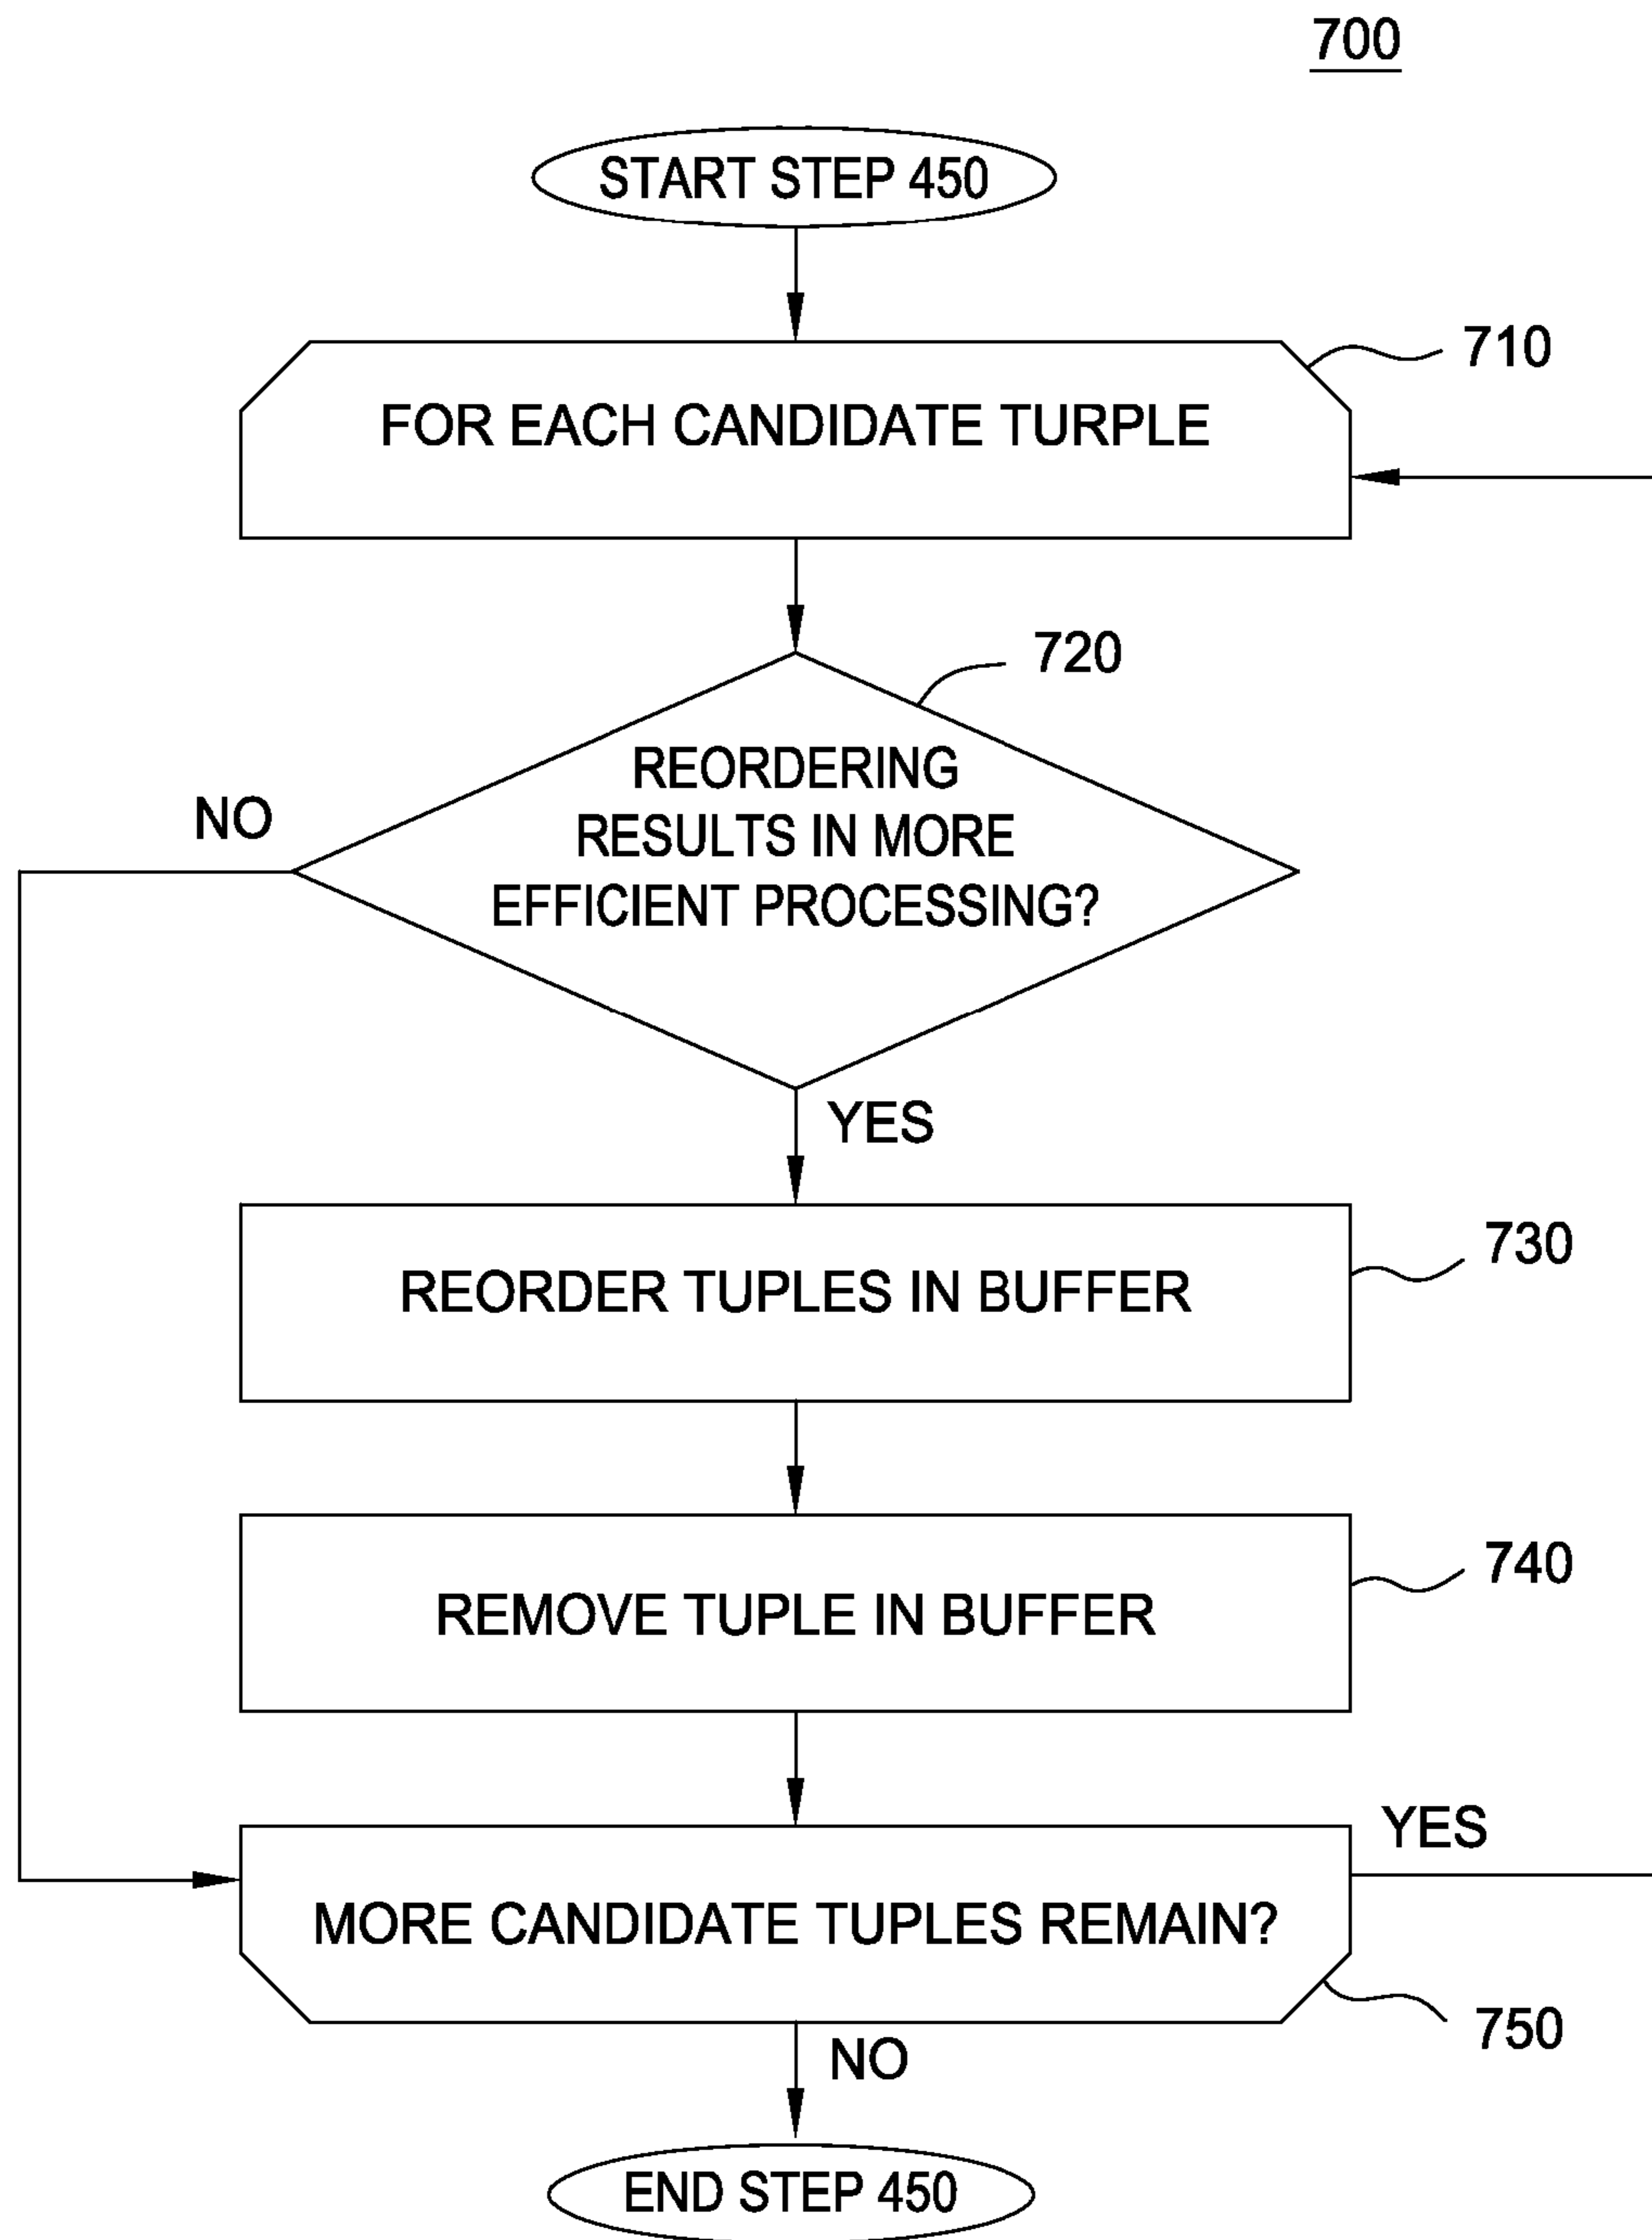 700
START STEP 450
710
FOR EACH CANDIDATE TURPLE
720
REORDERING
RESULTS IN MORE
EFFICIENT PROCESSING?
NO
YES
730
REORDER TUPLES IN BUFFER
740
REMOVE TUPLE IN BUFFER
YES
MORE CANDIDATE TUPLES REMAIN?
750
NO
END STEP 450